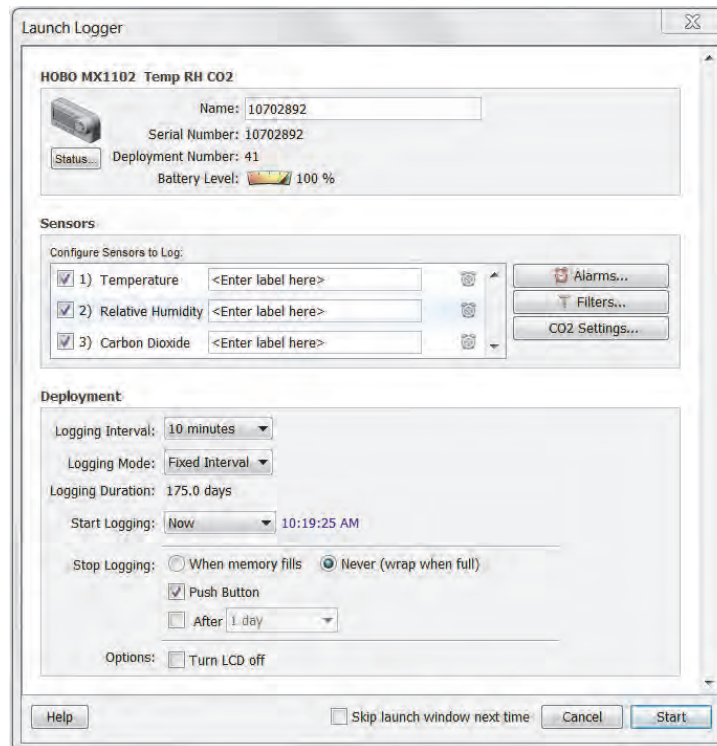 Launch Logger
HOBO MX1102 Temp RH CO2
Name: 10702892
Serial Number: 10702892
Status... Deployment Number: 41
Battery Level: 100 %
Sensors
Configure Sensors to Log:
1) Temperature <Enter label here> Alarms...
2) Relative Humidity <Enter label here> Filters...
3) Carbon Dioxide <Enter label here> CO2 Settings...
Deployment
Logging Interval: 10 minutes
Logging Mode: Fixed Interval
Logging Duration: 175.0 days
Start Logging: Now 10:19:25 AM
Stop Logging: When memory fills Never (wrap when full)
Push Button
After 1 day
Options: Turn LCD off
Help Skip launch window next time Cancel Start